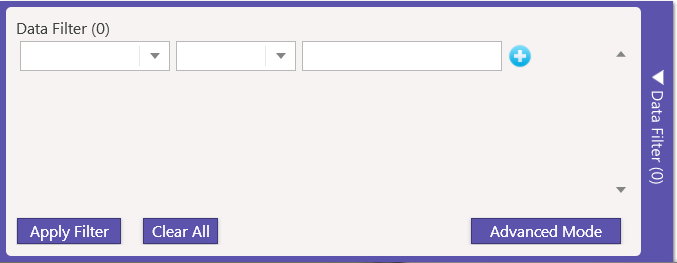 Data Filter (0)
Apply Filter
Clear All
Advanced Mode
Data Filter (0)